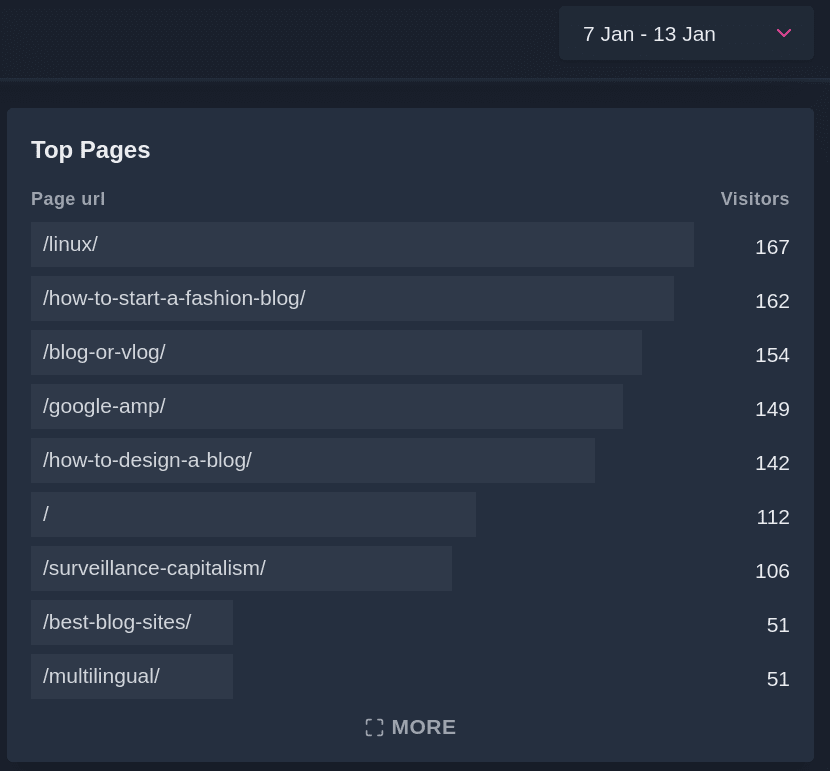 7 Jan - 13 Jan
Top Pages
Page url Visitors
/linux/ 167
/how-to-start-a-fashion-blog/ 162
/blog-or-vlog/ 154
/google-amp/ 149
/how-to-design-a-blog/ 142
/ 112
/surveillance-capitalism/ 106
/best-blog-sites/ 51
/multilingual/ 51
MORE